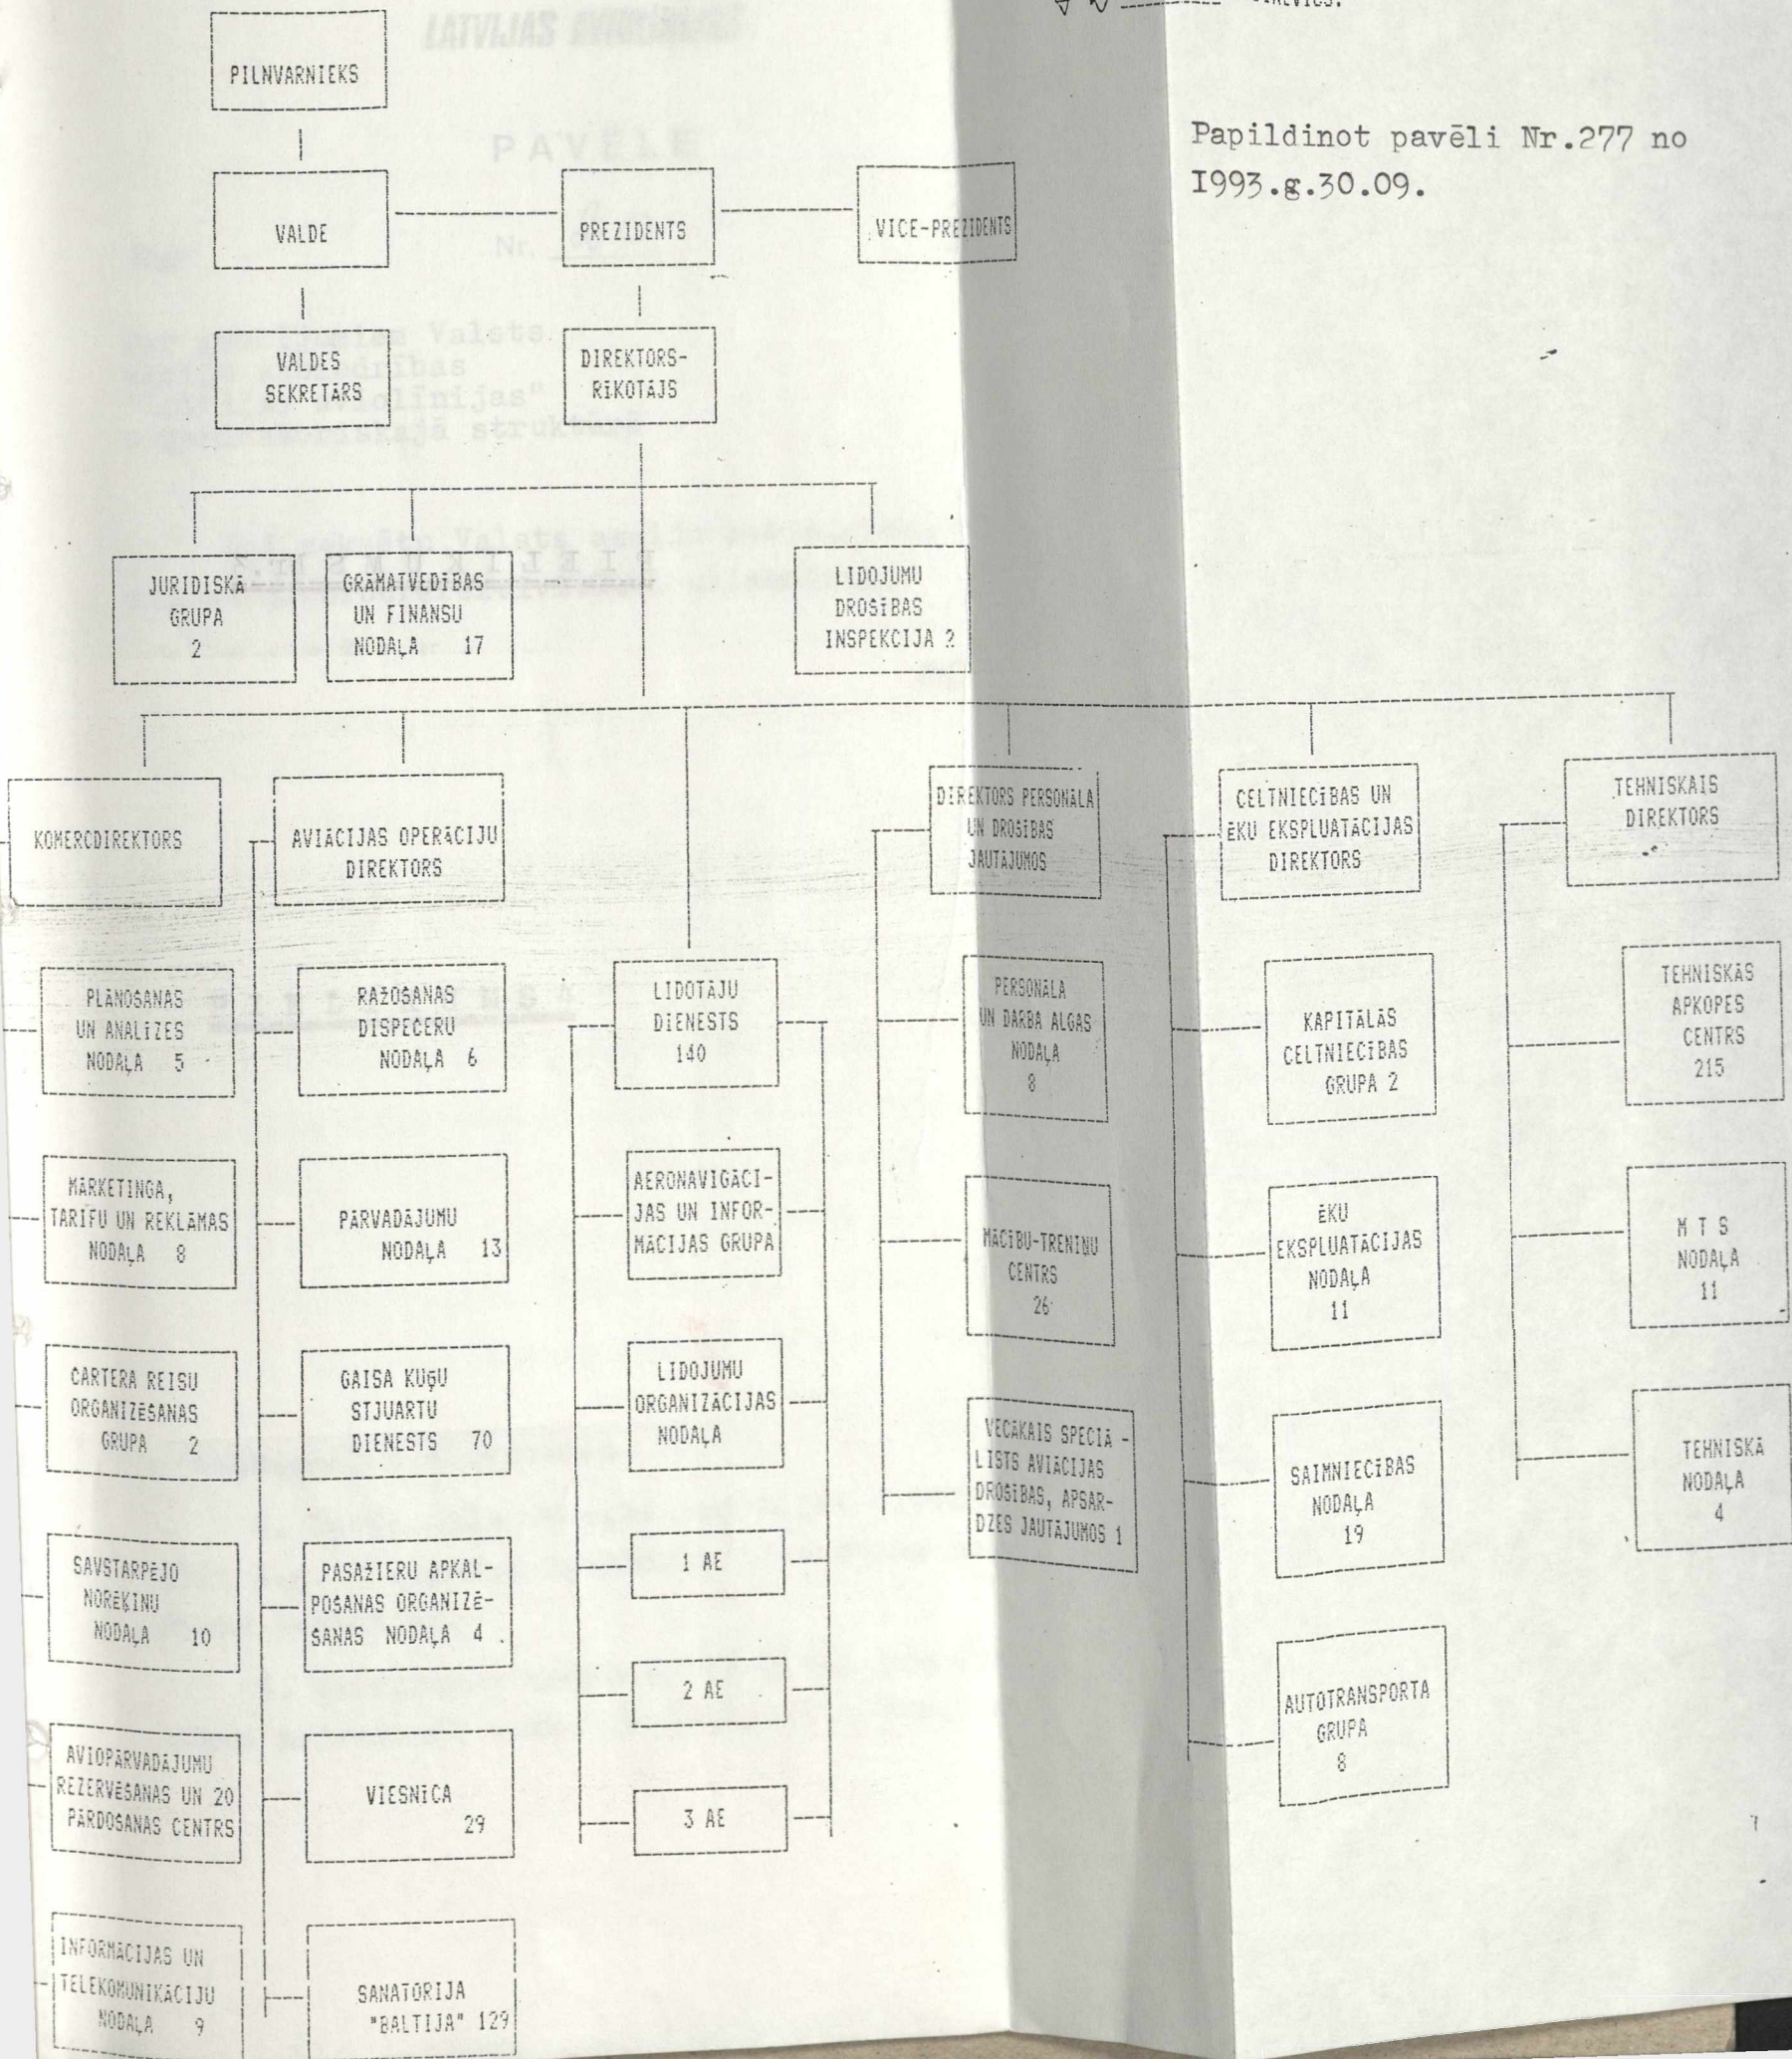 PILNVARNIEKS
Papildinot pavēli Nr.277 no
I993.g.30.09.
VALDE
PREZIDENTS
VICE-PREZIDENTS
VALDES
SEKRETĀRS
DIREKTORS-
RĪKOTĀJS
JURIDISKĀ
GRUPA
2
GRĀMATVEDĪBAS
UN FINANSU
NODAĻA 17
LIDOJUMU
DROŠĪBAS
INSPEKCIJA 2
KOMERCDIREKTORS
AVIĀCIJAS OPERĀCIJU
DIREKTORS
DIREKTORS PERSONĀLA
UN DROŠĪBAS
JAUTĀJUMOS
CELTNIECĪBAS UN
ĒKU EKSPLUATĀCIJAS
DIREKTORS
TEHNISKAIS
DIREKTORS
PLĀNOŠANAS
UN ANALĪZES
NODAĻA 5
RAŽOŠANAS
DISPEČERU
NODAĻA 6
LIDOTĀJU
DIENESTS
140
PERSONĀLA
UN DARBA ALGAS
NODAĻA
8
KAPITĀLĀS
CELTNIECĪBAS
GRUPA 2
TEHNISKĀS
APKOPES
CENTRS
215
MĀRKETINGA,
TARIFU UN REKLĀMAS
NODAĻA 8
PĀRVADĀJUMU
NODAĻA 13
AERONAVIGĀCI-
JAS UN INFOR-
MĀCIJAS GRUPA
MĀCĪBU-TRENIŅU
CENTRS
26
ĒKU
EKSPLUATĀCIJAS
NODAĻA
11
M T S
NODAĻA
11
ČARTERA REISU
ORGANIZĒŠANAS
GRUPA 2
GAISA KUĢU
STJUARTU
DIENESTS 70
LIDOJUMU
ORGANIZĀCIJAS
NODAĻA
VECĀKAIS SPECIĀ -
LISTS AVIĀCIJAS
DROŠĪBAS, APSAR-
DZES JAUTĀJUMOS 1
SAIMNIECĪBAS
NODAĻA
19
TEHNISKĀ
NODAĻA
4
SAVSTARPĒJO
NORĒĶINU
NODAĻA 10
PASAŽIERU APKAL-
POŠANAS ORGANIZĒ-
ŠANAS NODAĻA 4
1 AE
2 AE
3 AE
AUTOTRANSPORTA
GRUPA
8
AVIOPĀRVADĀJUMU
REZERVĒŠANAS UN 20
PĀRDOŠANAS CENTRS
VIESNĪCA
29
INFORMĀCIJAS UN
TELEKOMUNIKĀCIJU
NODAĻA 9
SANATORIJA
"BALTIJA" 129